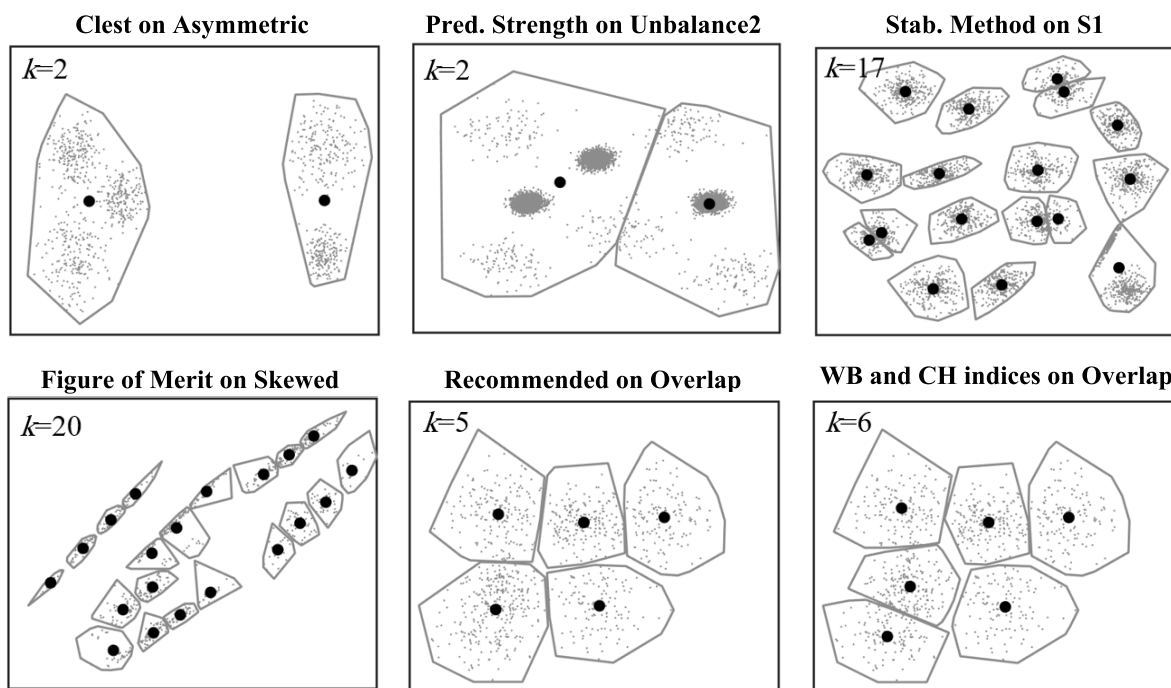 Clest on Asymmetric
Pred. Strength on Unbalance2
Stab. Method on S1
k=2
k=2
k=17
Figure of Merit on Skewed
Recommended on Overlap
WB and CH indices on Overlap
k=20
k=5
k=6